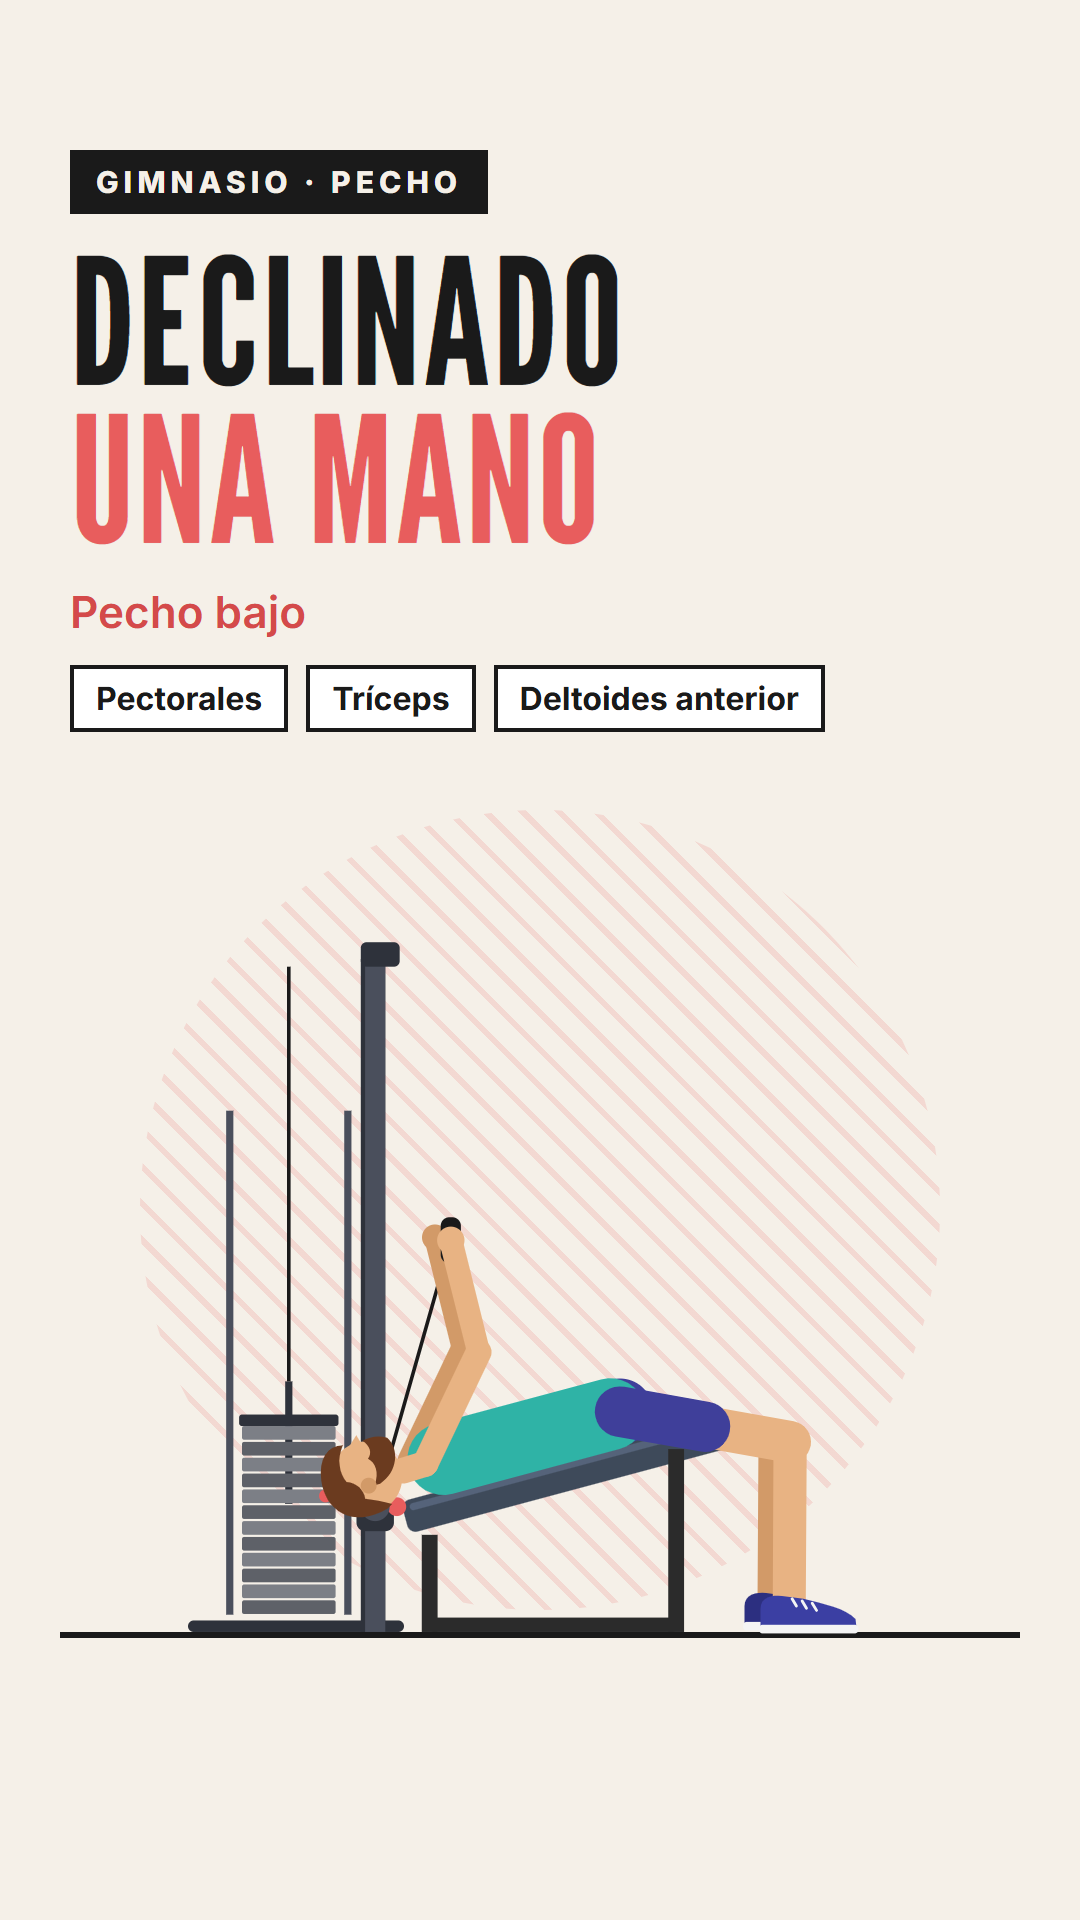 GIMNASIO · PECHO
DECLINADO
UNA MANO
Pecho bajo
Pectorales
Tríceps
Deltoides anterior